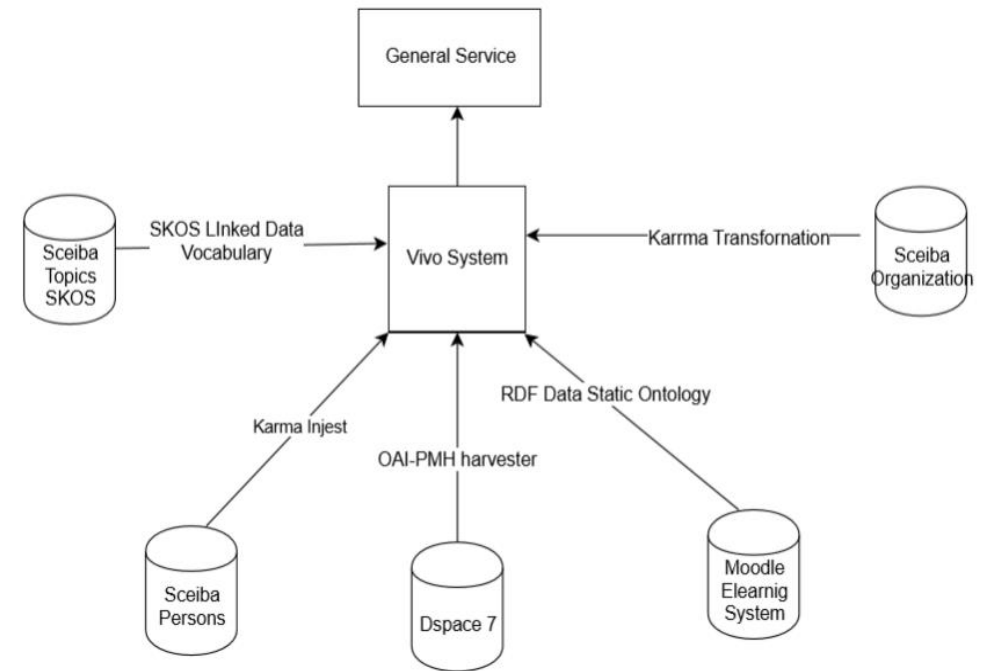 General Service
SKOS LInked Data
Vocabulary
Sceiba
Topics
SKOS
Vivo System
Karrma Transfornation
Sceiba
Organization
RDF Data Static Ontology
Karma Injest
OAI-PMH harvester
Sceiba
Persons
Dspace 7
Moodle
Elearnig
System